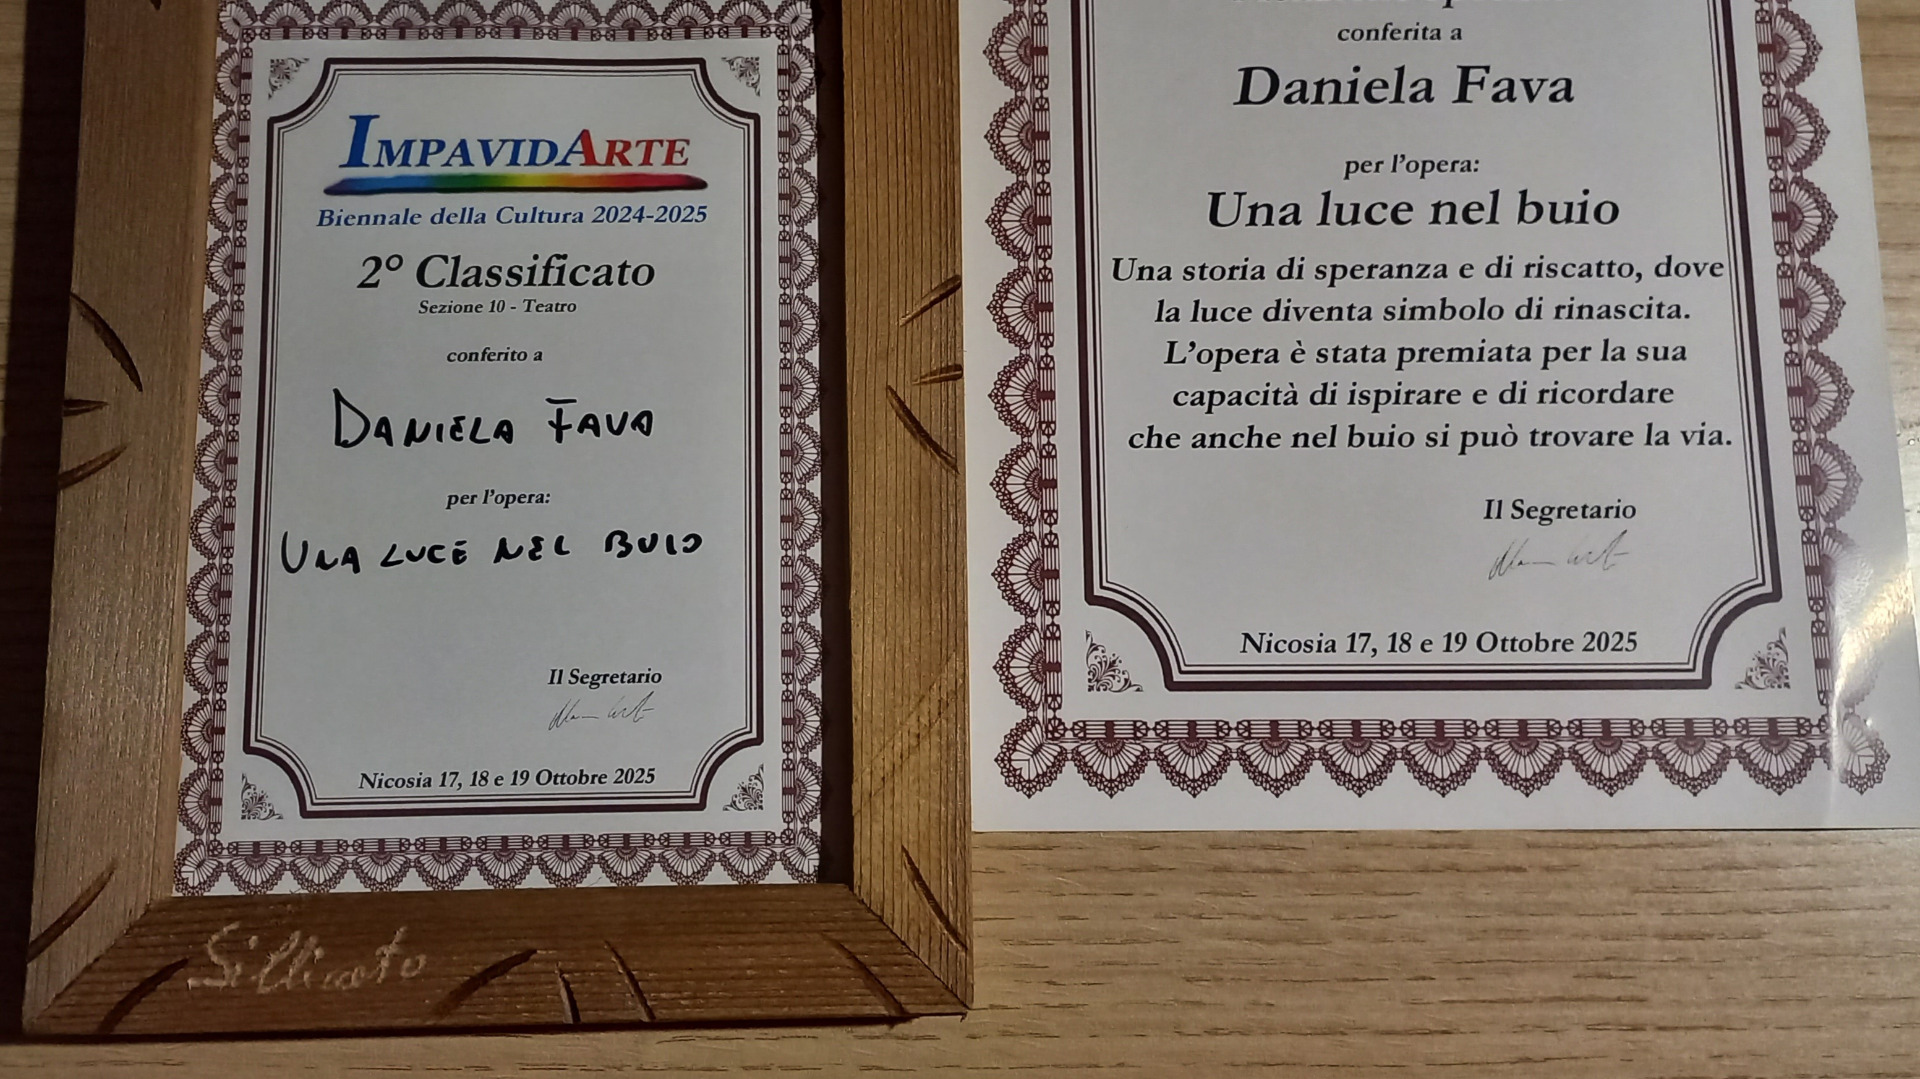 IMPAVIDARTE
Biennale della Cultura 2024-2025
2° Classificato
Sezione 10 - Teatro
conferito a
DANIELA FAVA
per l'opera:
UNA LUCE NEL BUIO
Il Segretario
Nicosia 17, 18 e 19 Ottobre 2025
Sillicato
conferita a
Daniela Fava
per l'opera:
Una luce nel buio
Una storia di speranza e di riscatto, dove
la luce diventa simbolo di rinascita.
L'opera è stata premiata per la sua
capacità di ispirare e di ricordare
che anche nel buio si può trovare la via.
Il Segretario
Nicosia 17, 18 e 19 Ottobre 2025